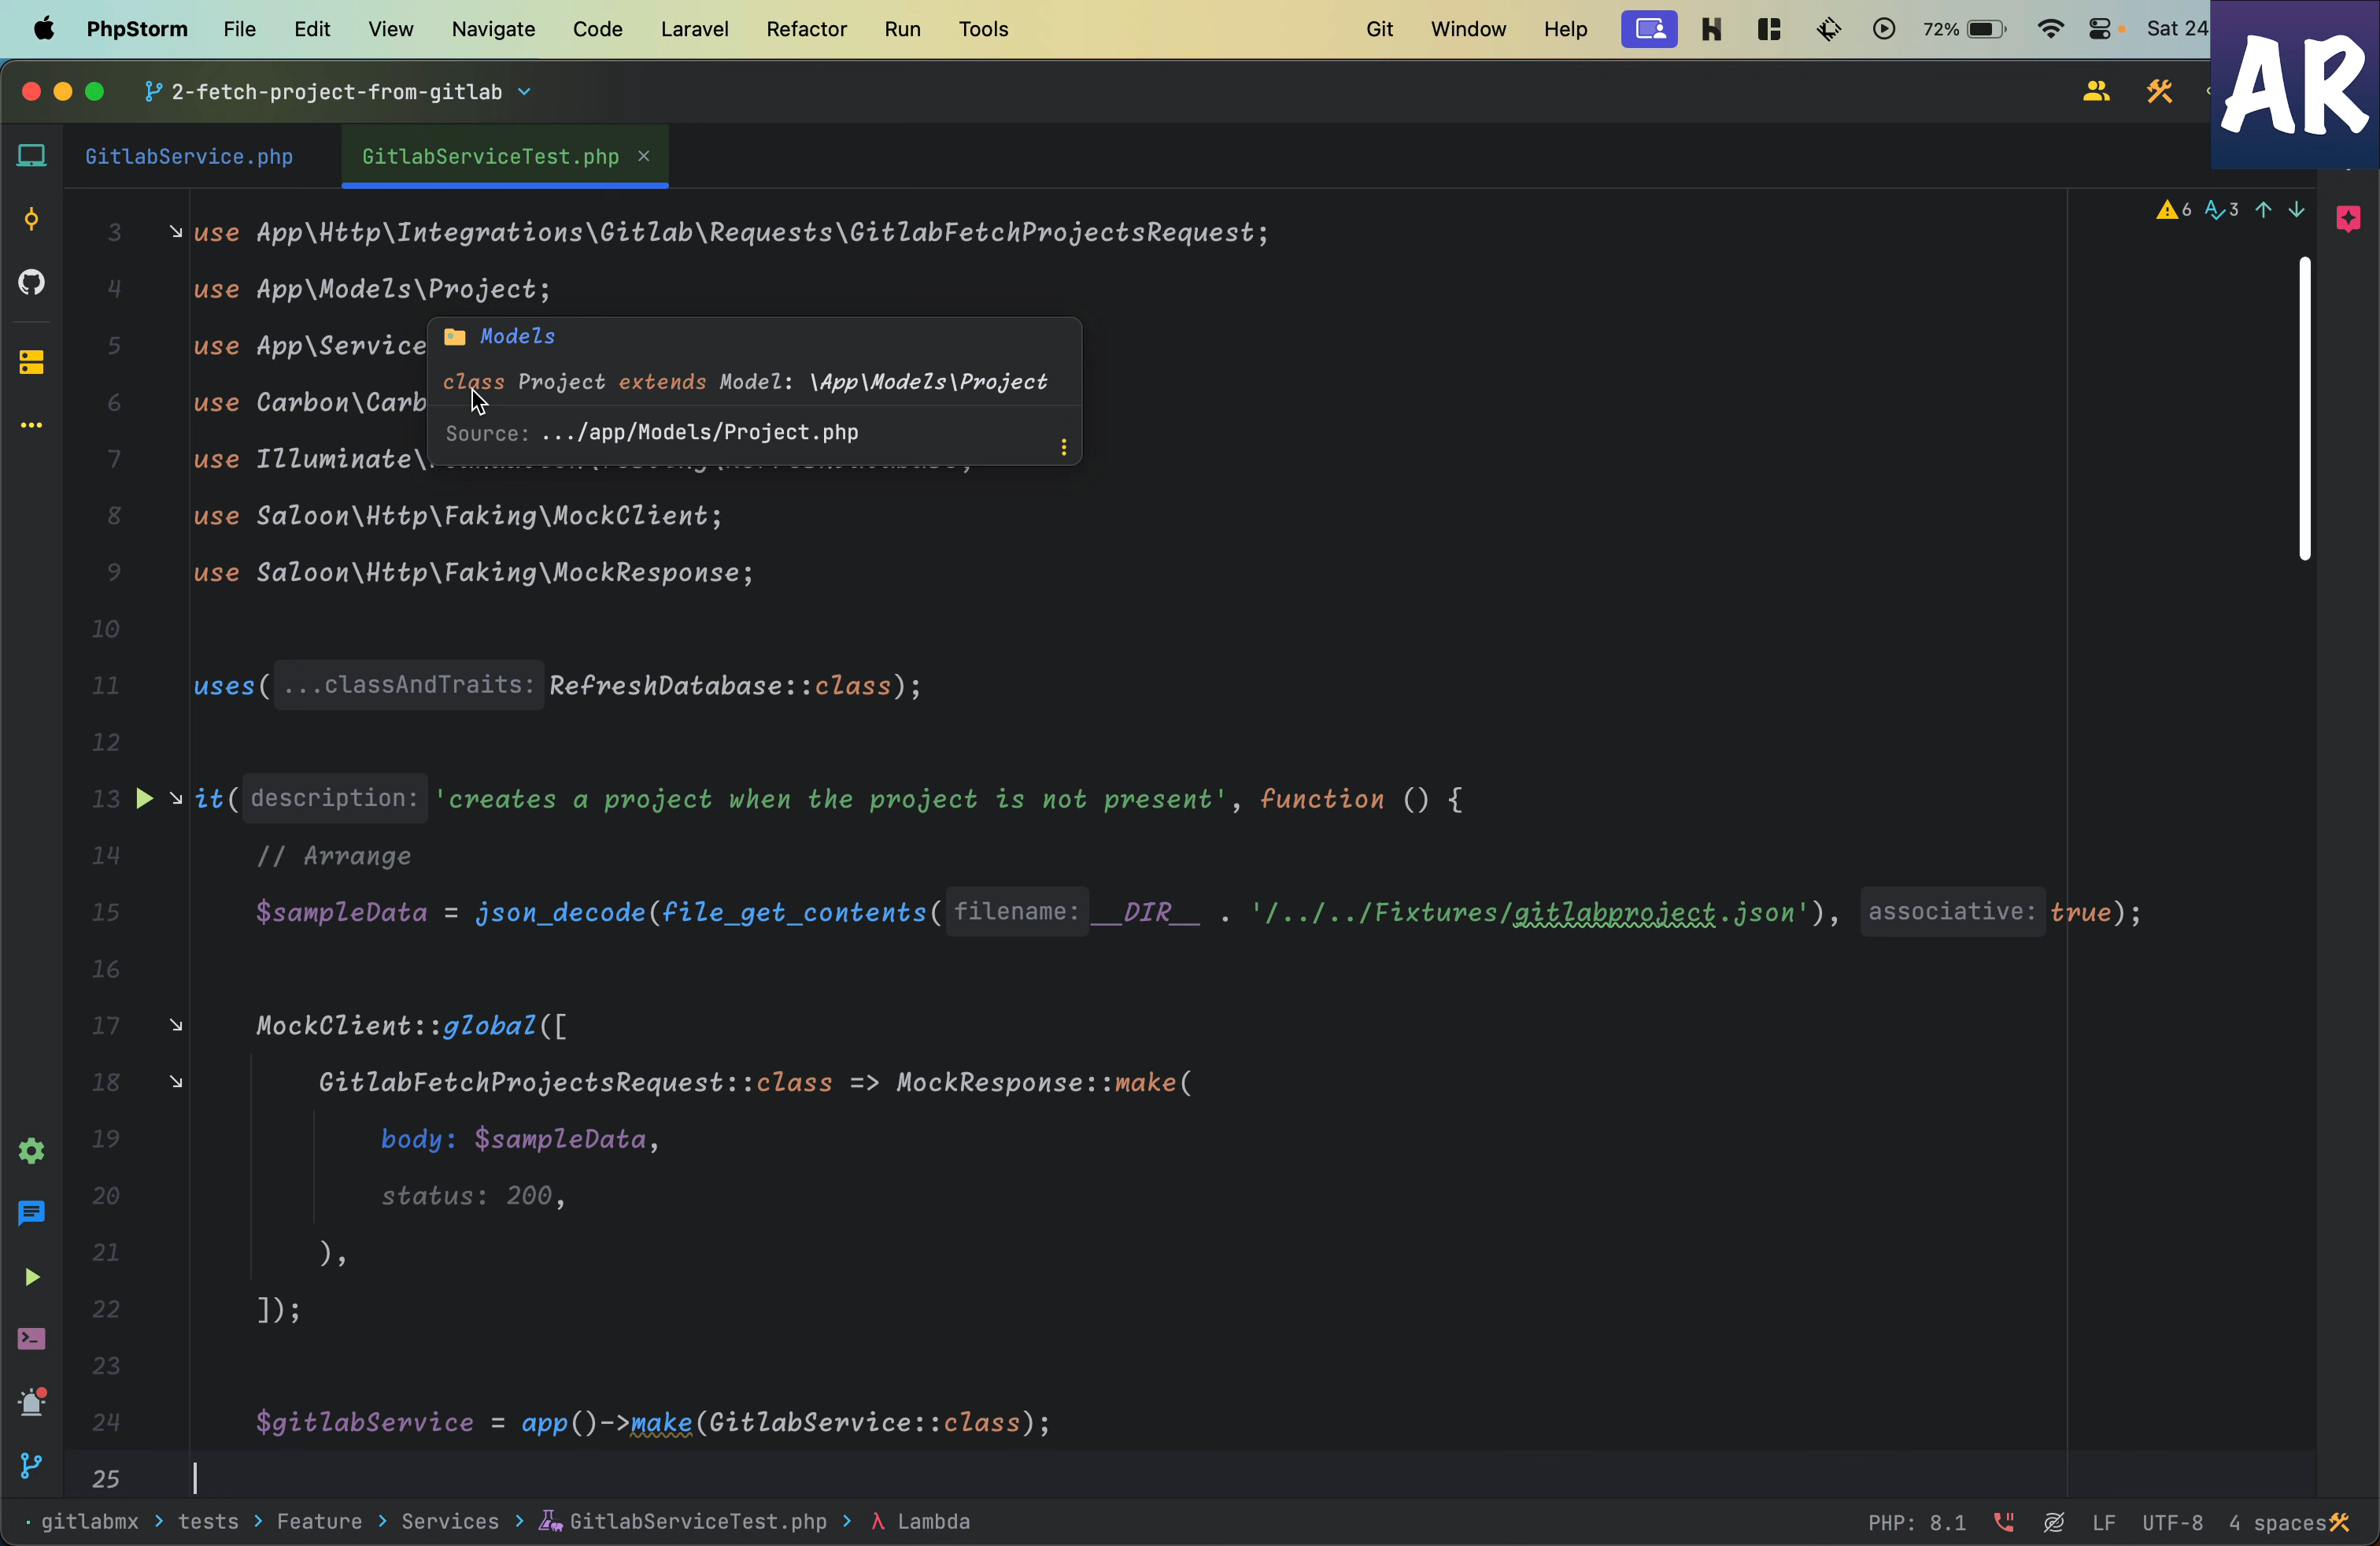 PhpStorm File Edit View Navigate Code Laravel Refactor Run Tools Git Window Help 72% Sat 24
AR
2-fetch-project-from-gitlab
GitlabService.php GitlabServiceTest.php
6 3
3 use App\Http\Integrations\Gitlab\Requests\GitlabFetchProjectsRequest;
4 use App\Models\Project;
Models
5 use App\Service
class Project extends Model: \App\Models\Project
6 use Carbon\Carb
Source: .../app/Models/Project.php
7 use Illuminate\
8 use Saloon\Http\Faking\MockClient;
9 use Saloon\Http\Faking\MockResponse;
10
11 uses( ...classAndTraits: RefreshDatabase::class);
12
13 it( description: 'creates a project when the project is not present', function () {
14 // Arrange
15 $sampleData = json_decode(file_get_contents( filename: __DIR__ . '/../../Fixtures/gitlabproject.json'), associative: true);
16
17 MockClient::global([
18 GitlabFetchProjectsRequest::class => MockResponse::make(
19 body: $sampleData,
20 status: 200,
21 ),
22 ]);
23
24 $gitlabService = app()->make(GitlabService::class);
25
gitlabmx > tests > Feature > Services > GitlabServiceTest.php > λ Lambda PHP: 8.1 LF UTF-8 4 spaces